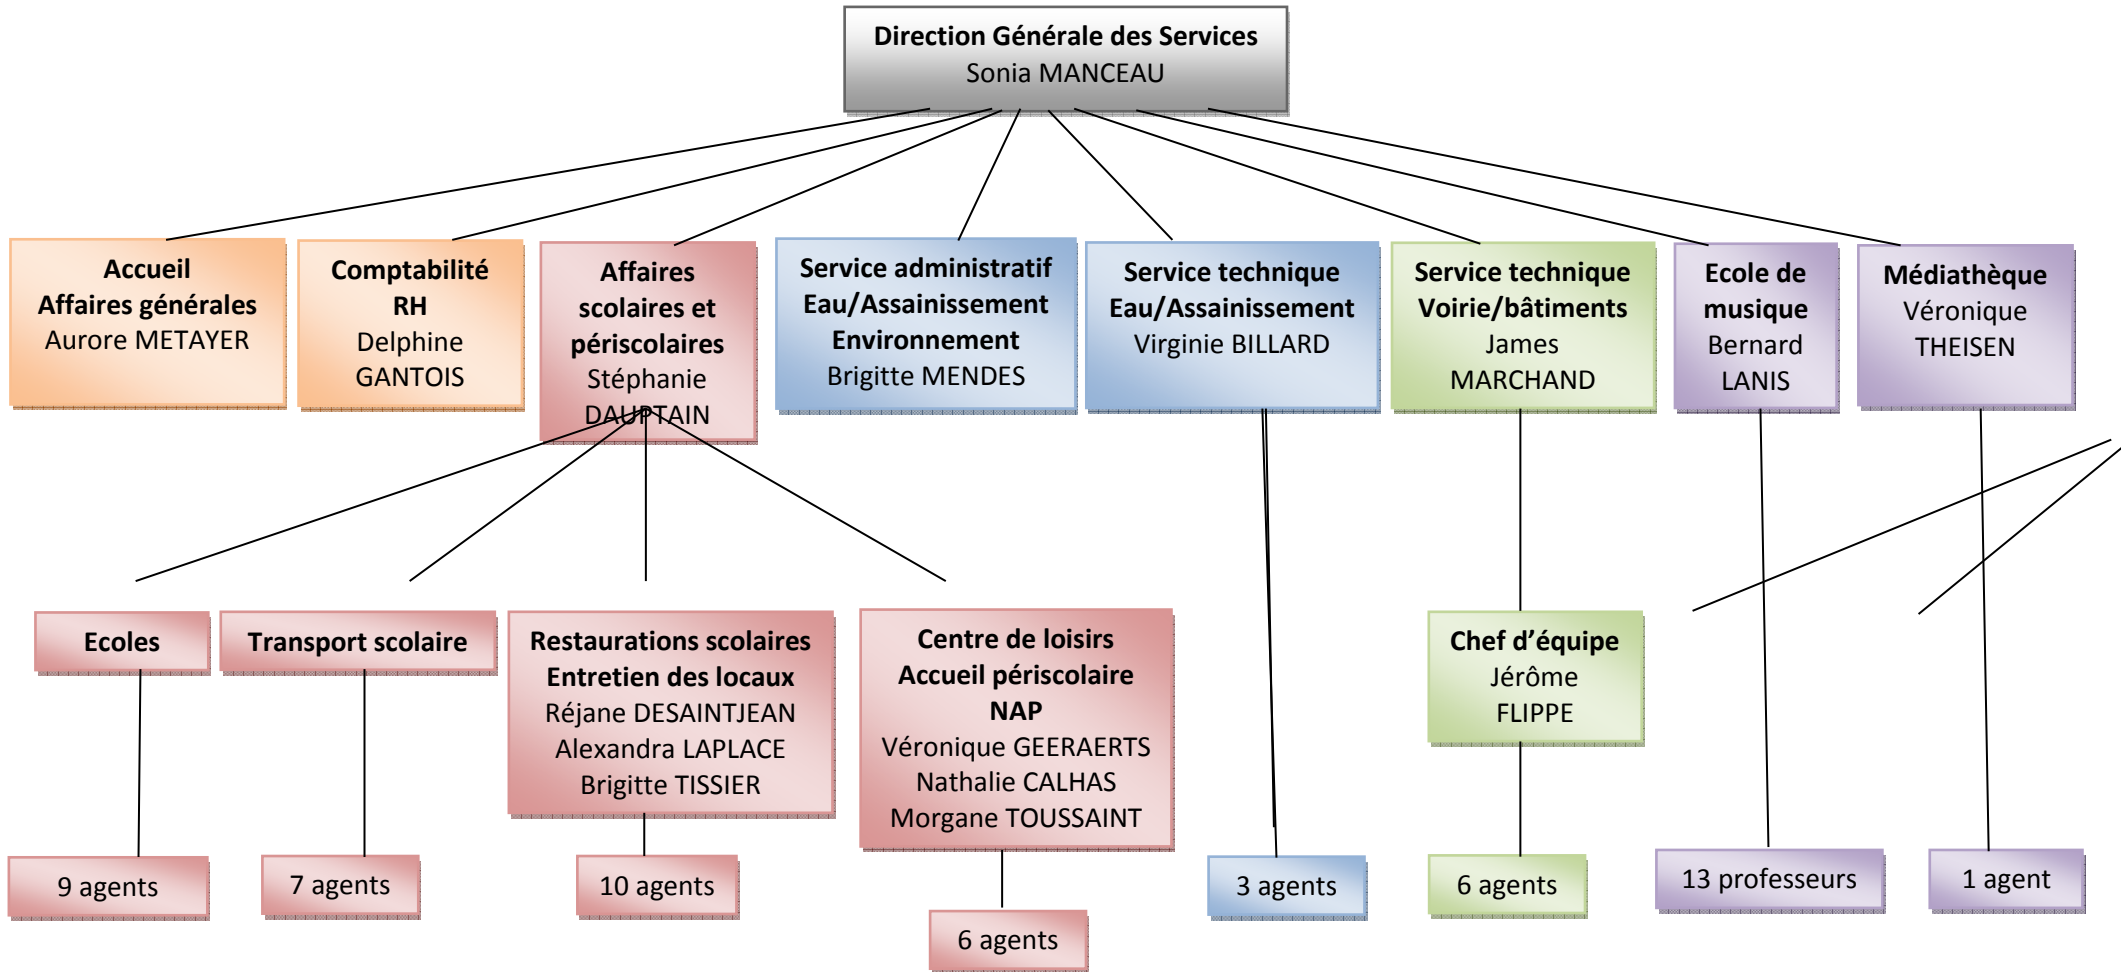 Direction Générale des Services
Sonia MANCEAU
Accueil
Affaires générales
Aurore METAYER
Comptabilité
RH
Delphine
GANTOIS
Affaires
scolaires et
périscolaires
Stéphanie
DAUPTAIN
Service administratif
Eau/Assainissement
Environnement
Brigitte MENDES
Service technique
Eau/Assainissement
Virginie BILLARD
Service technique
Voirie/bâtiments
James
MARCHAND
Ecole de
musique
Bernard
LANIS
Médiathèque
Véronique
THEISEN
Ecoles
Transport scolaire
Restaurations scolaires
Entretien des locaux
Réjane DESAINTJEAN
Alexandra LAPLACE
Brigitte TISSIER
Centre de loisirs
Accueil périscolaire
NAP
Véronique GEERAERTS
Nathalie CALHAS
Morgane TOUSSAINT
Chef d’équipe
Jérôme
FLIPPE
9 agents
7 agents
10 agents
6 agents
3 agents
6 agents
13 professeurs
1 agent